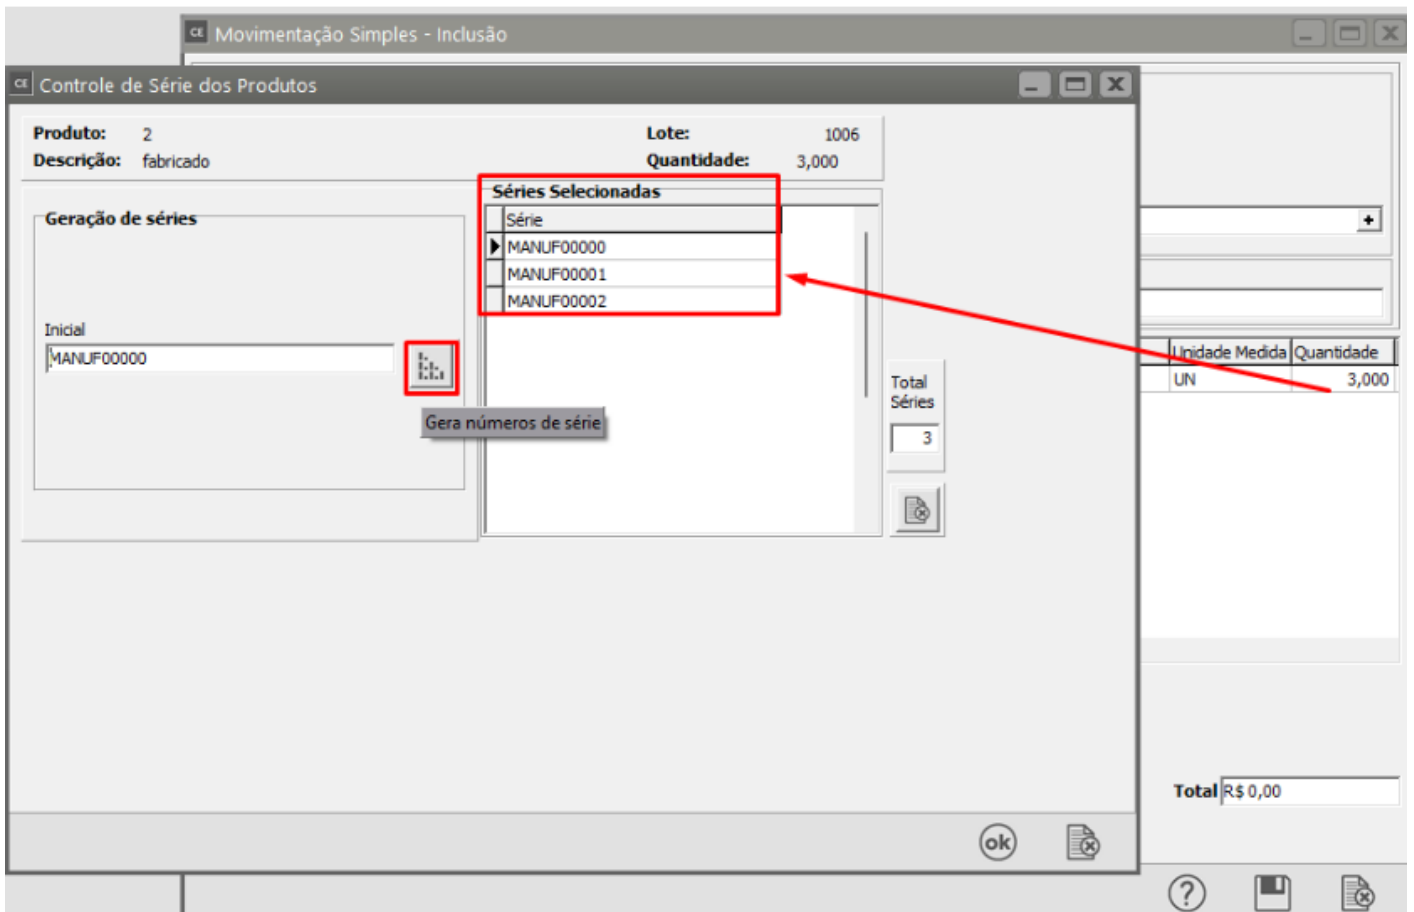 CE Movimentação Simples - Inclusão
CE Controle de Série dos Produtos
Produto: 2
Lote: 1006
Descrição: fabricado
Quantidade: 3,000
Séries Selecionadas
Geração de séries
Série
MANUF00000
MANUF00001
MANUF00002
Inicial
MANUF00000
Gera números de série
Total
Séries
3
Unidade Medida Quantidade
UN 3,000
Total R$ 0,00
ok
?